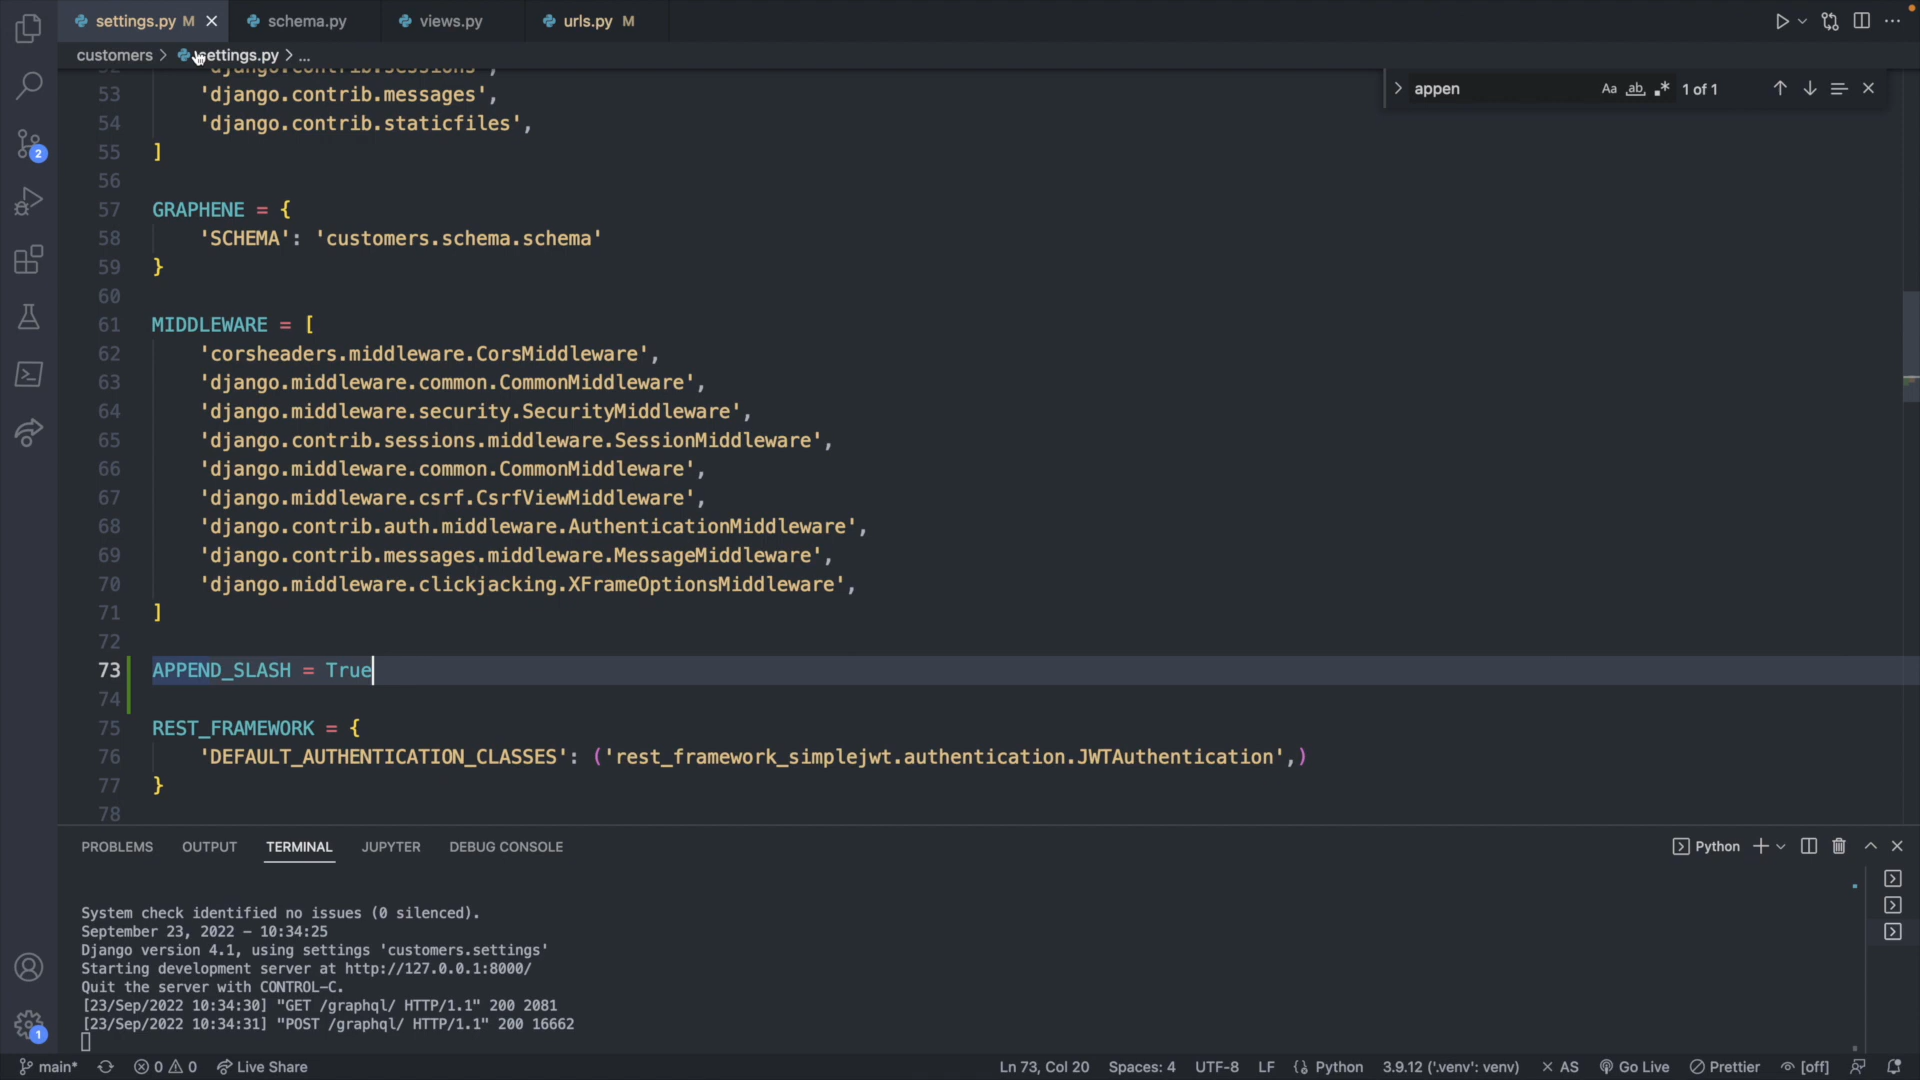 settings.py M
schema.py
views.py
urls.py M
customers > settings.py > ...
appen
Aa ab 1 of 1
52 'django.contrib.sessions',
53 'django.contrib.messages',
54 'django.contrib.staticfiles',
55 ]
56
57 GRAPHENE = {
58 'SCHEMA': 'customers.schema.schema'
59 }
60
61 MIDDLEWARE = [
62 'corsheaders.middleware.CorsMiddleware',
63 'django.middleware.common.CommonMiddleware',
64 'django.middleware.security.SecurityMiddleware',
65 'django.contrib.sessions.middleware.SessionMiddleware',
66 'django.middleware.common.CommonMiddleware',
67 'django.middleware.csrf.CsrfViewMiddleware',
68 'django.contrib.auth.middleware.AuthenticationMiddleware',
69 'django.contrib.messages.middleware.MessageMiddleware',
70 'django.middleware.clickjacking.XFrameOptionsMiddleware',
71 ]
72
73 APPEND_SLASH = True
74
75 REST_FRAMEWORK = {
76 'DEFAULT_AUTHENTICATION_CLASSES': ('rest_framework_simplejwt.authentication.JWTAuthentication',)
77 }
78
PROBLEMS OUTPUT TERMINAL JUPYTER DEBUG CONSOLE
Python
System check identified no issues (0 silenced).
September 23, 2022 - 10:34:25
Django version 4.1, using settings 'customers.settings'
Starting development server at http://127.0.0.1:8000/
Quit the server with CONTROL-C.
[23/Sep/2022 10:34:30] "GET /graphql/ HTTP/1.1" 200 2081
[23/Sep/2022 10:34:31] "POST /graphql/ HTTP/1.1" 200 16662
2
1
main* 0 0 Live Share
Ln 73, Col 20 Spaces: 4 UTF-8 LF Python 3.9.12 ('.venv': venv) AS Go Live Prettier [off]